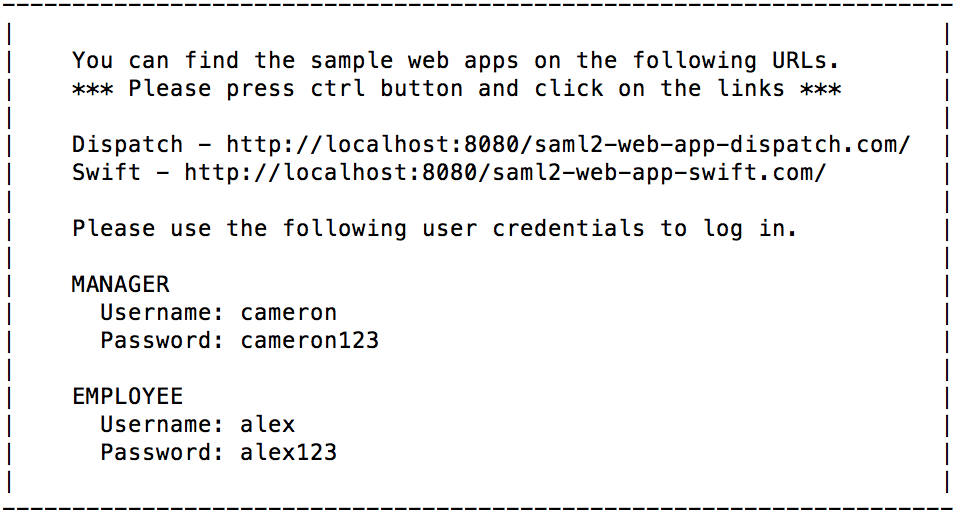 You can find the sample web apps on the following URLs.
*** Please press ctrl button and click on the links ***
Dispatch - http://localhost:8080/saml2-web-app-dispatch.com/
Swift - http://localhost:8080/saml2-web-app-swift.com/
Please use the following user credentials to log in.
MANAGER
Username: cameron
Password: cameron123
EMPLOYEE
Username: alex
Password: alex123